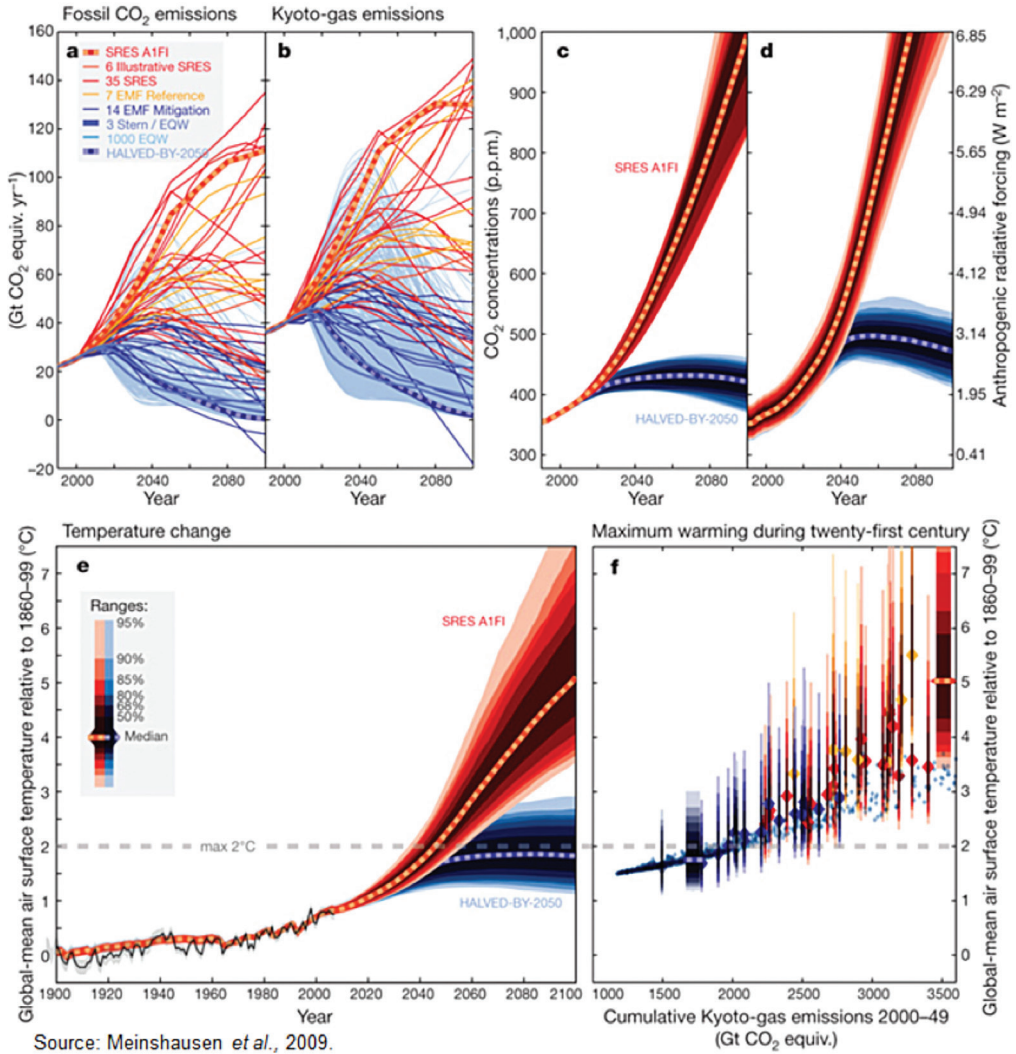 Fossil CO₂ emissions
Kyoto-gas emissions
160
140
120
100
80
60
40
20
0
–20
(Gt CO₂ equiv. yr⁻¹)
a
SRES A1FI
6 Illustrative SRES
35 SRES
7 EMF Reference
14 EMF Mitigation
3 Stern / EQW
1000 EQW
HALVED-BY-2050
2000 2040 2080
Year
b
2000 2040 2080
Year
1,000
900
800
700
600
500
400
300
CO₂ concentrations (p.p.m.)
c
SRES A1FI
HALVED-BY-2050
2000 2040 2080
Year
d
2000 2040 2080
Year
6.85
6.29
5.65
4.94
4.12
3.14
1.95
0.41
Anthropogenic radiative forcing (W m⁻²)
Temperature change
Global-mean air surface temperature relative to 1860–99 (°C)
7
6
5
4
3
2
1
0
e
Ranges:
95%
90%
85%
80%
68%
50%
Median
SRES A1FI
max 2°C
HALVED-BY-2050
1900 1920 1940 1960 1980 2000 2020 2040 2060 2080 2100
Year
Maximum warming during twenty-first century
f
7
6
5
4
3
2
1
0
Global-mean air surface temperature relative to 1860–99 (°C)
1000 1500 2000 2500 3000 3500
Cumulative Kyoto-gas emissions 2000–49
(Gt CO₂ equiv.)
Source: Meinshausen et al., 2009.